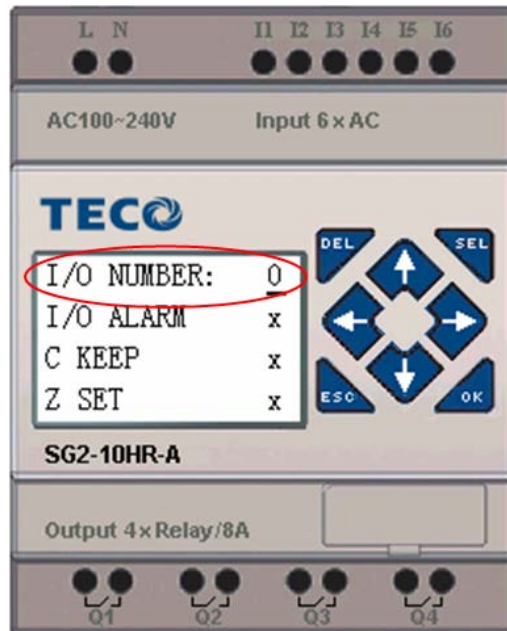 L N I1 I2 I3 I4 I5 I6
AC100~240V Input 6×AC
TECO
DEL SEL
I/O NUMBER: 0
I/O ALARM x
C KEEP x
Z SET x
ESC OK
SG2-10HR-A
Output 4×Relay/8A
Q1 Q2 Q3 Q4